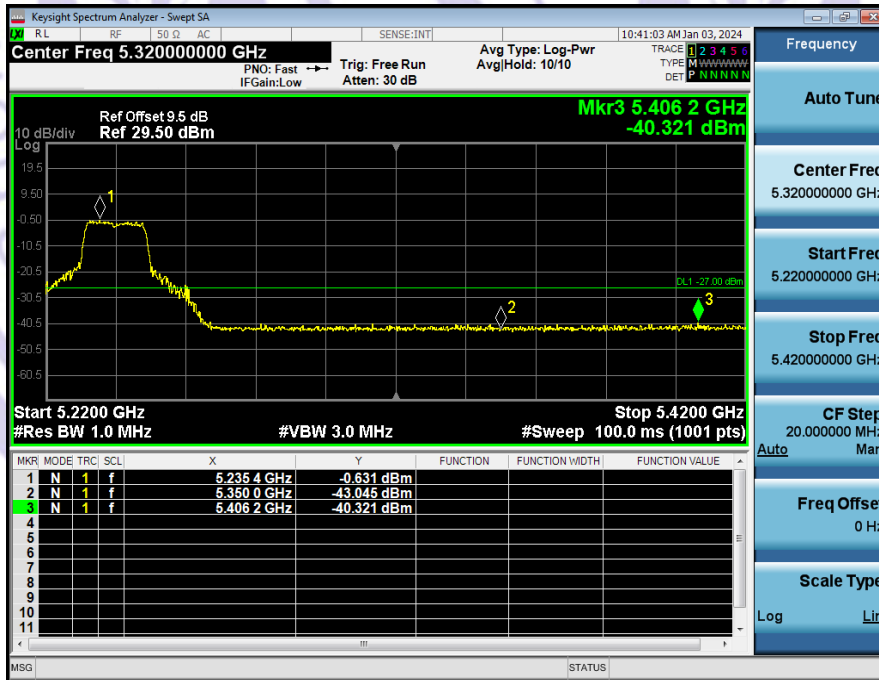 Keysight Spectrum Analyzer - Swept SA
LXI RL RF 50 Ω AC SENSE:INT 10:41:03 AM Jan 03, 2024
Center Freq 5.320000000 GHz
PNO: Fast
IFGain:Low
Trig: Free Run
Atten: 30 dB
Avg Type: Log-Pwr
Avg|Hold: 10/10
TRACE 1 2 3 4 5 6
TYPE M WWWWW
DET P N N N N N
Ref Offset 9.5 dB
10 dB/div Ref 29.50 dBm
Log
Mkr3 5.406 2 GHz
-40.321 dBm
19.5
9.50
-0.50
-10.5
-20.5
-30.5
-40.5
-50.5
-60.5
1
DL1 -27.00 dBm
2
3
Start 5.2200 GHz Stop 5.4200 GHz
#Res BW 1.0 MHz #VBW 3.0 MHz #Sweep 100.0 ms (1001 pts)
MKR MODE TRC SCL X Y FUNCTION FUNCTION WIDTH FUNCTION VALUE
1 N 1 f 5.235 4 GHz -0.631 dBm
2 N 1 f 5.350 0 GHz -43.045 dBm
3 N 1 f 5.406 2 GHz -40.321 dBm
4
5
6
7
8
9
10
11
MSG STATUS
Frequency
Auto Tune
Center Freq
5.320000000 GHz
Start Freq
5.220000000 GHz
Stop Freq
5.420000000 GHz
CF Step
20.000000 MHz
Auto Man
Freq Offset
0 Hz
Scale Type
Log Lin